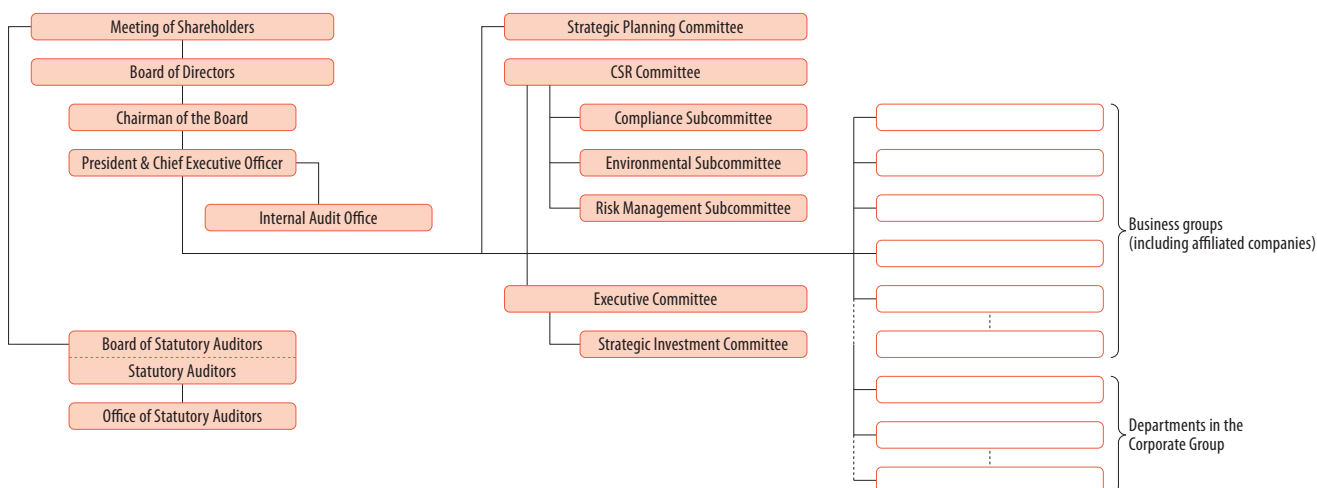 Meeting of Shareholders
Board of Directors
Chairman of the Board
President & Chief Executive Officer
Internal Audit Office
Board of Statutory Auditors
Statutory Auditors
Office of Statutory Auditors
Strategic Planning Committee
CSR Committee
Compliance Subcommittee
Environmental Subcommittee
Risk Management Subcommittee
Executive Committee
Strategic Investment Committee
Business groups
(including affiliated companies)
Departments in the
Corporate Group